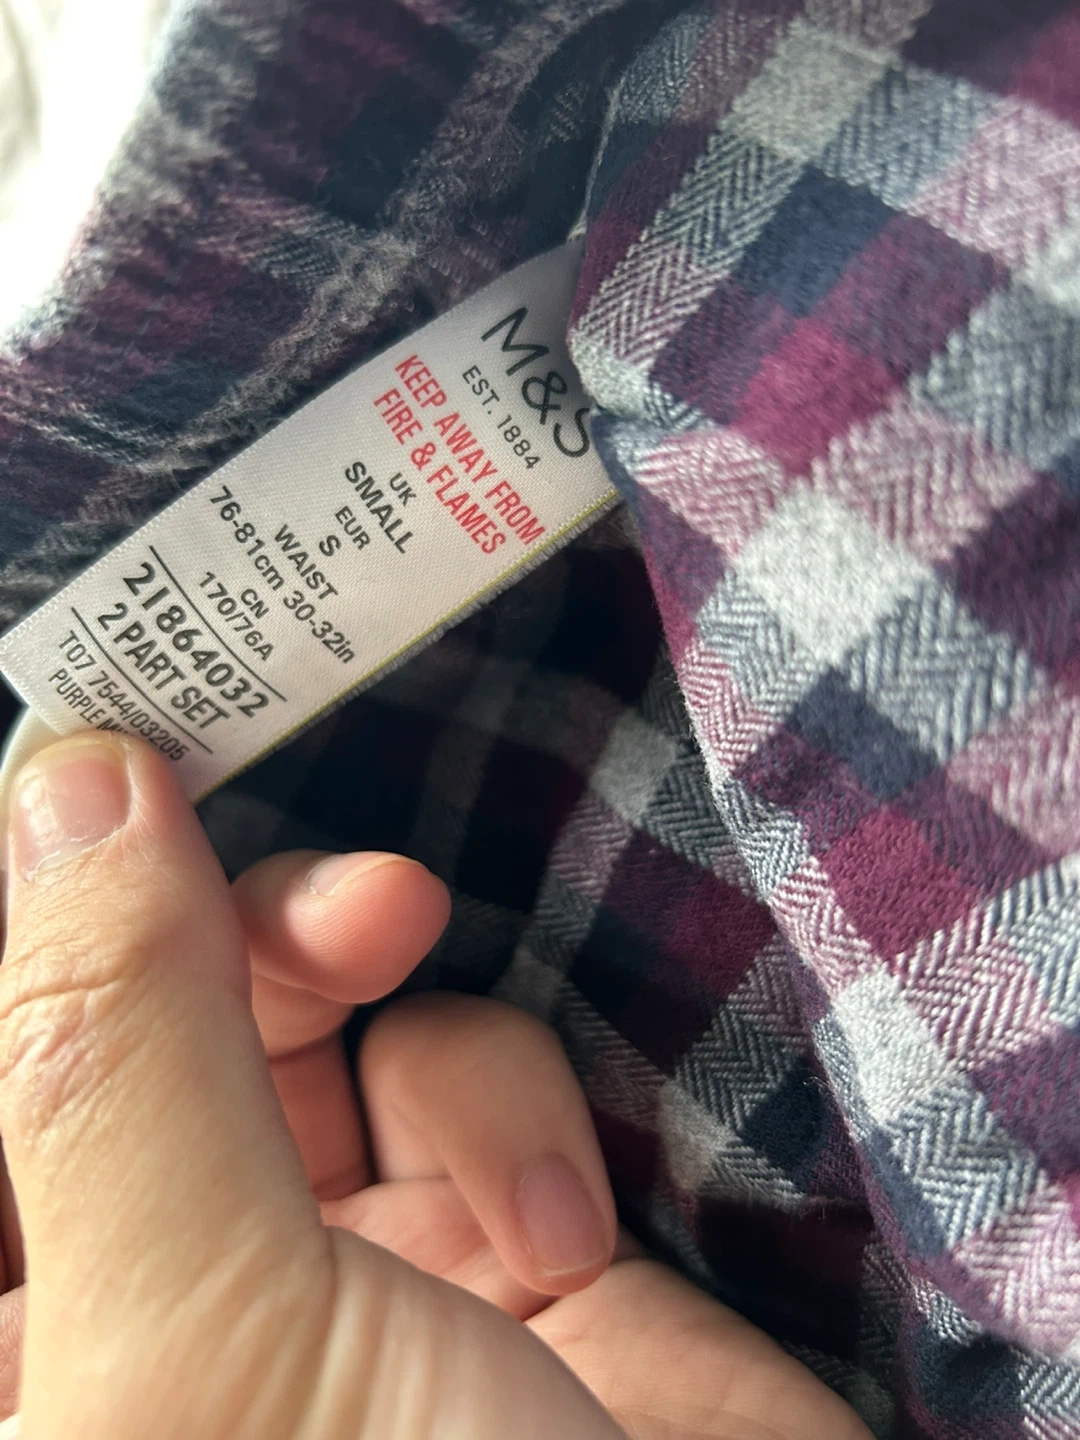 M&S
EST. 1884
KEEP AWAY FROM
FIRE & FLAMES
UK
SMALL
EUR
S
WAIST
76-81cm 30-32in
CN
170/76A
21864032
2 PART SET
T07 7544/03205
PURPLE